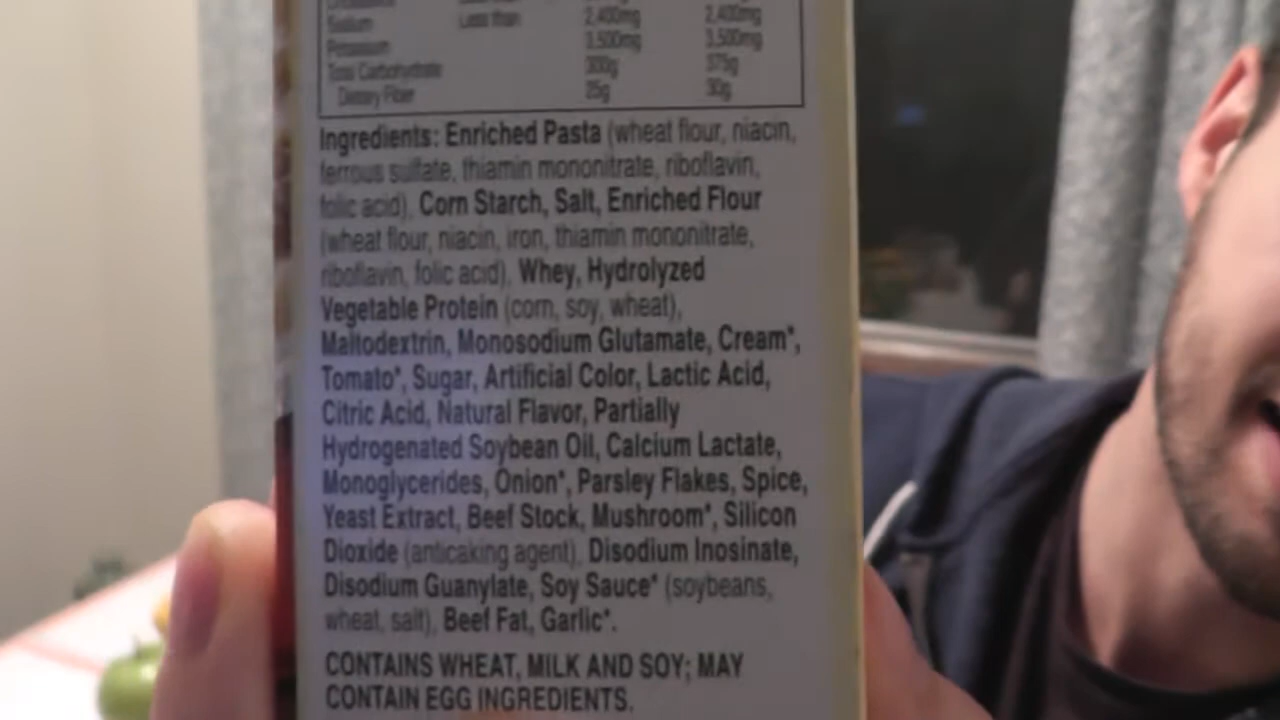 Sodium Less than 2,400mg 2,400mg
Potassium 3,500mg 3,500mg
Total Carbohydrate 300g 375g
Dietary Fiber 25g 30g
Ingredients: Enriched Pasta (wheat flour, niacin,
ferrous sulfate, thiamin mononitrate, riboflavin,
folic acid), Corn Starch, Salt, Enriched Flour
(wheat flour, niacin, iron, thiamin mononitrate,
riboflavin, folic acid), Whey, Hydrolyzed
Vegetable Protein (corn, soy, wheat),
Maltodextrin, Monosodium Glutamate, Cream*,
Tomato*, Sugar, Artificial Color, Lactic Acid,
Citric Acid, Natural Flavor, Partially
Hydrogenated Soybean Oil, Calcium Lactate,
Monoglycerides, Onion*, Parsley Flakes, Spice,
Yeast Extract, Beef Stock, Mushroom*, Silicon
Dioxide (anticaking agent), Disodium Inosinate,
Disodium Guanylate, Soy Sauce* (soybeans,
wheat, salt), Beef Fat, Garlic*.
CONTAINS WHEAT, MILK AND SOY; MAY
CONTAIN EGG INGREDIENTS.